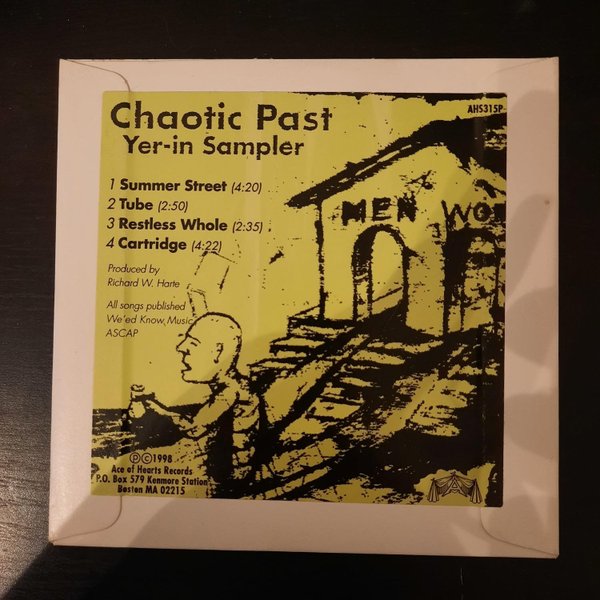 Chaotic Past
Yer-in Sampler
AHS315P
1 Summer Street (4:20)
2 Tube (2:50)
3 Restless Whole (2:35)
4 Cartridge (4:22)
Produced by
Richard W. Harte
All songs published
We'ed Know Music
ASCAP
MEN WO
Ⓟ©1998
Ace of Hearts Records
P.O. Box 579 Kenmore Station
Boston MA 02215